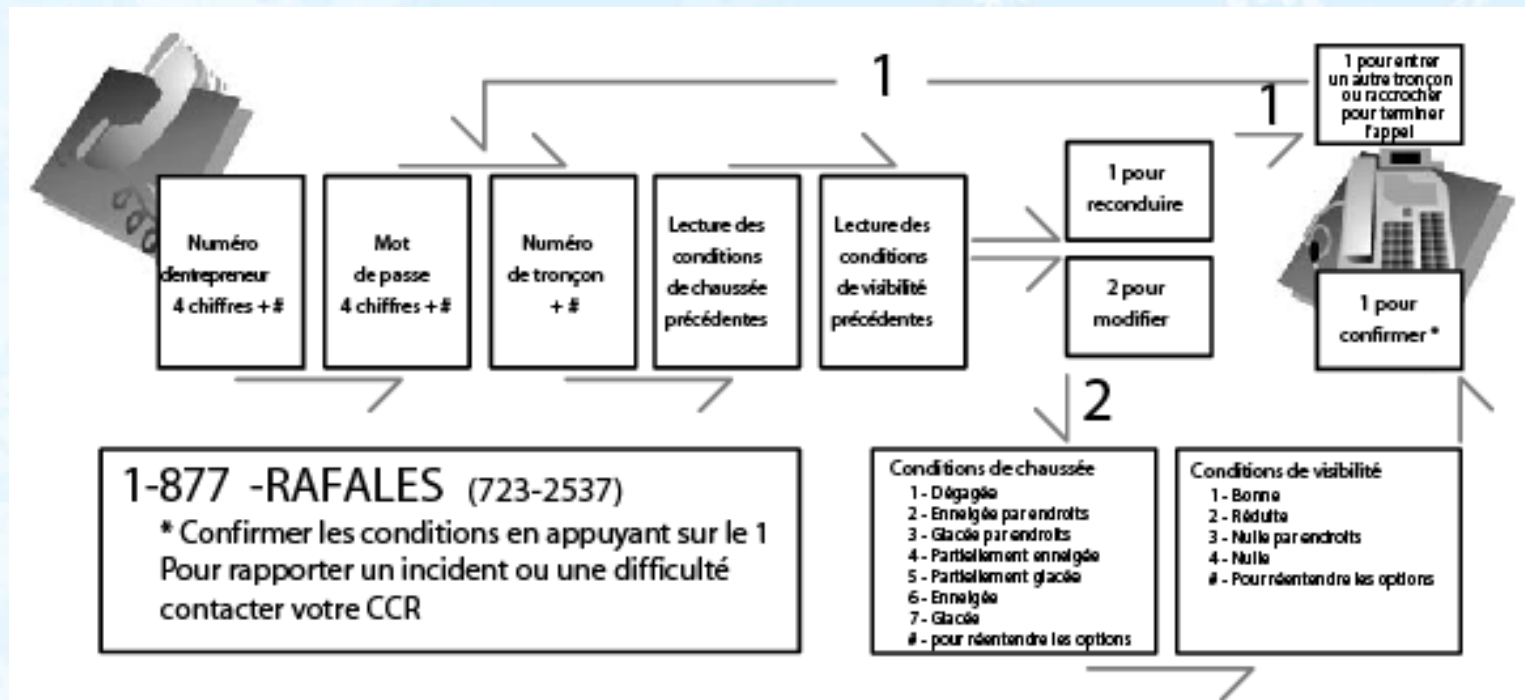 Numéro
d'entrepreneur
4 chiffres + #
Mot
de passe
4 chiffres + #
Numéro
de tronçon
+ #
Lecture des
conditions
de chaussée
précédentes
Lecture des
conditions
de visibilité
précédentes
1 pour
reconduire
2 pour
modifier
1
1
1 pour entrer
un autre tronçon
ou raccrocher
pour terminer
l'appel
1 pour
confirmer *
2
Conditions de chaussée
1 - Dégagée
2 - Enneigée par endroits
3 - Glacée par endroits
4 - Partiellement enneigée
5 - Partiellement glacée
6 - Enneigée
7 - Glacée
# - pour réentendre les options
Conditions de visibilité
1 - Bonne
2 - Réduite
3 - Nulle par endroits
4 - Nulle
# - Pour réentendre les options
1-877 -RAFALES (723-2537)
* Confirmer les conditions en appuyant sur le 1
Pour rapporter un incident ou une difficulté
contacter votre CCR